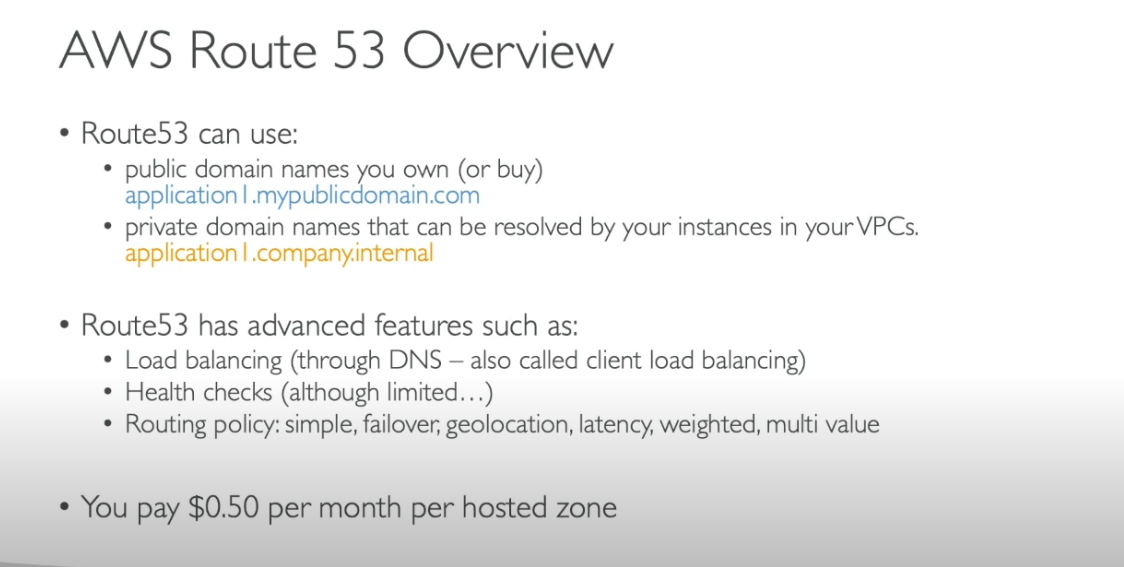 AWS Route 53 Overview
• Route53 can use:
• public domain names you own (or buy)
application1.mypublicdomain.com
• private domain names that can be resolved by your instances in your VPCs.
application1.company.internal
• Route53 has advanced features such as:
• Load balancing (through DNS – also called client load balancing)
• Health checks (although limited…)
• Routing policy: simple, failover, geolocation, latency, weighted, multi value
• You pay $0.50 per month per hosted zone